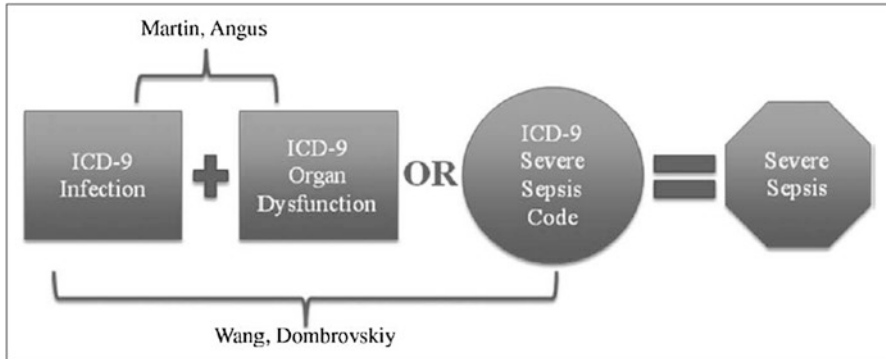 Martin, Angus
ICD-9
Infection
ICD-9
Organ
Dysfunction
OR
ICD-9
Severe
Sepsis
Code
Severe
Sepsis
Wang, Dombrovskiy